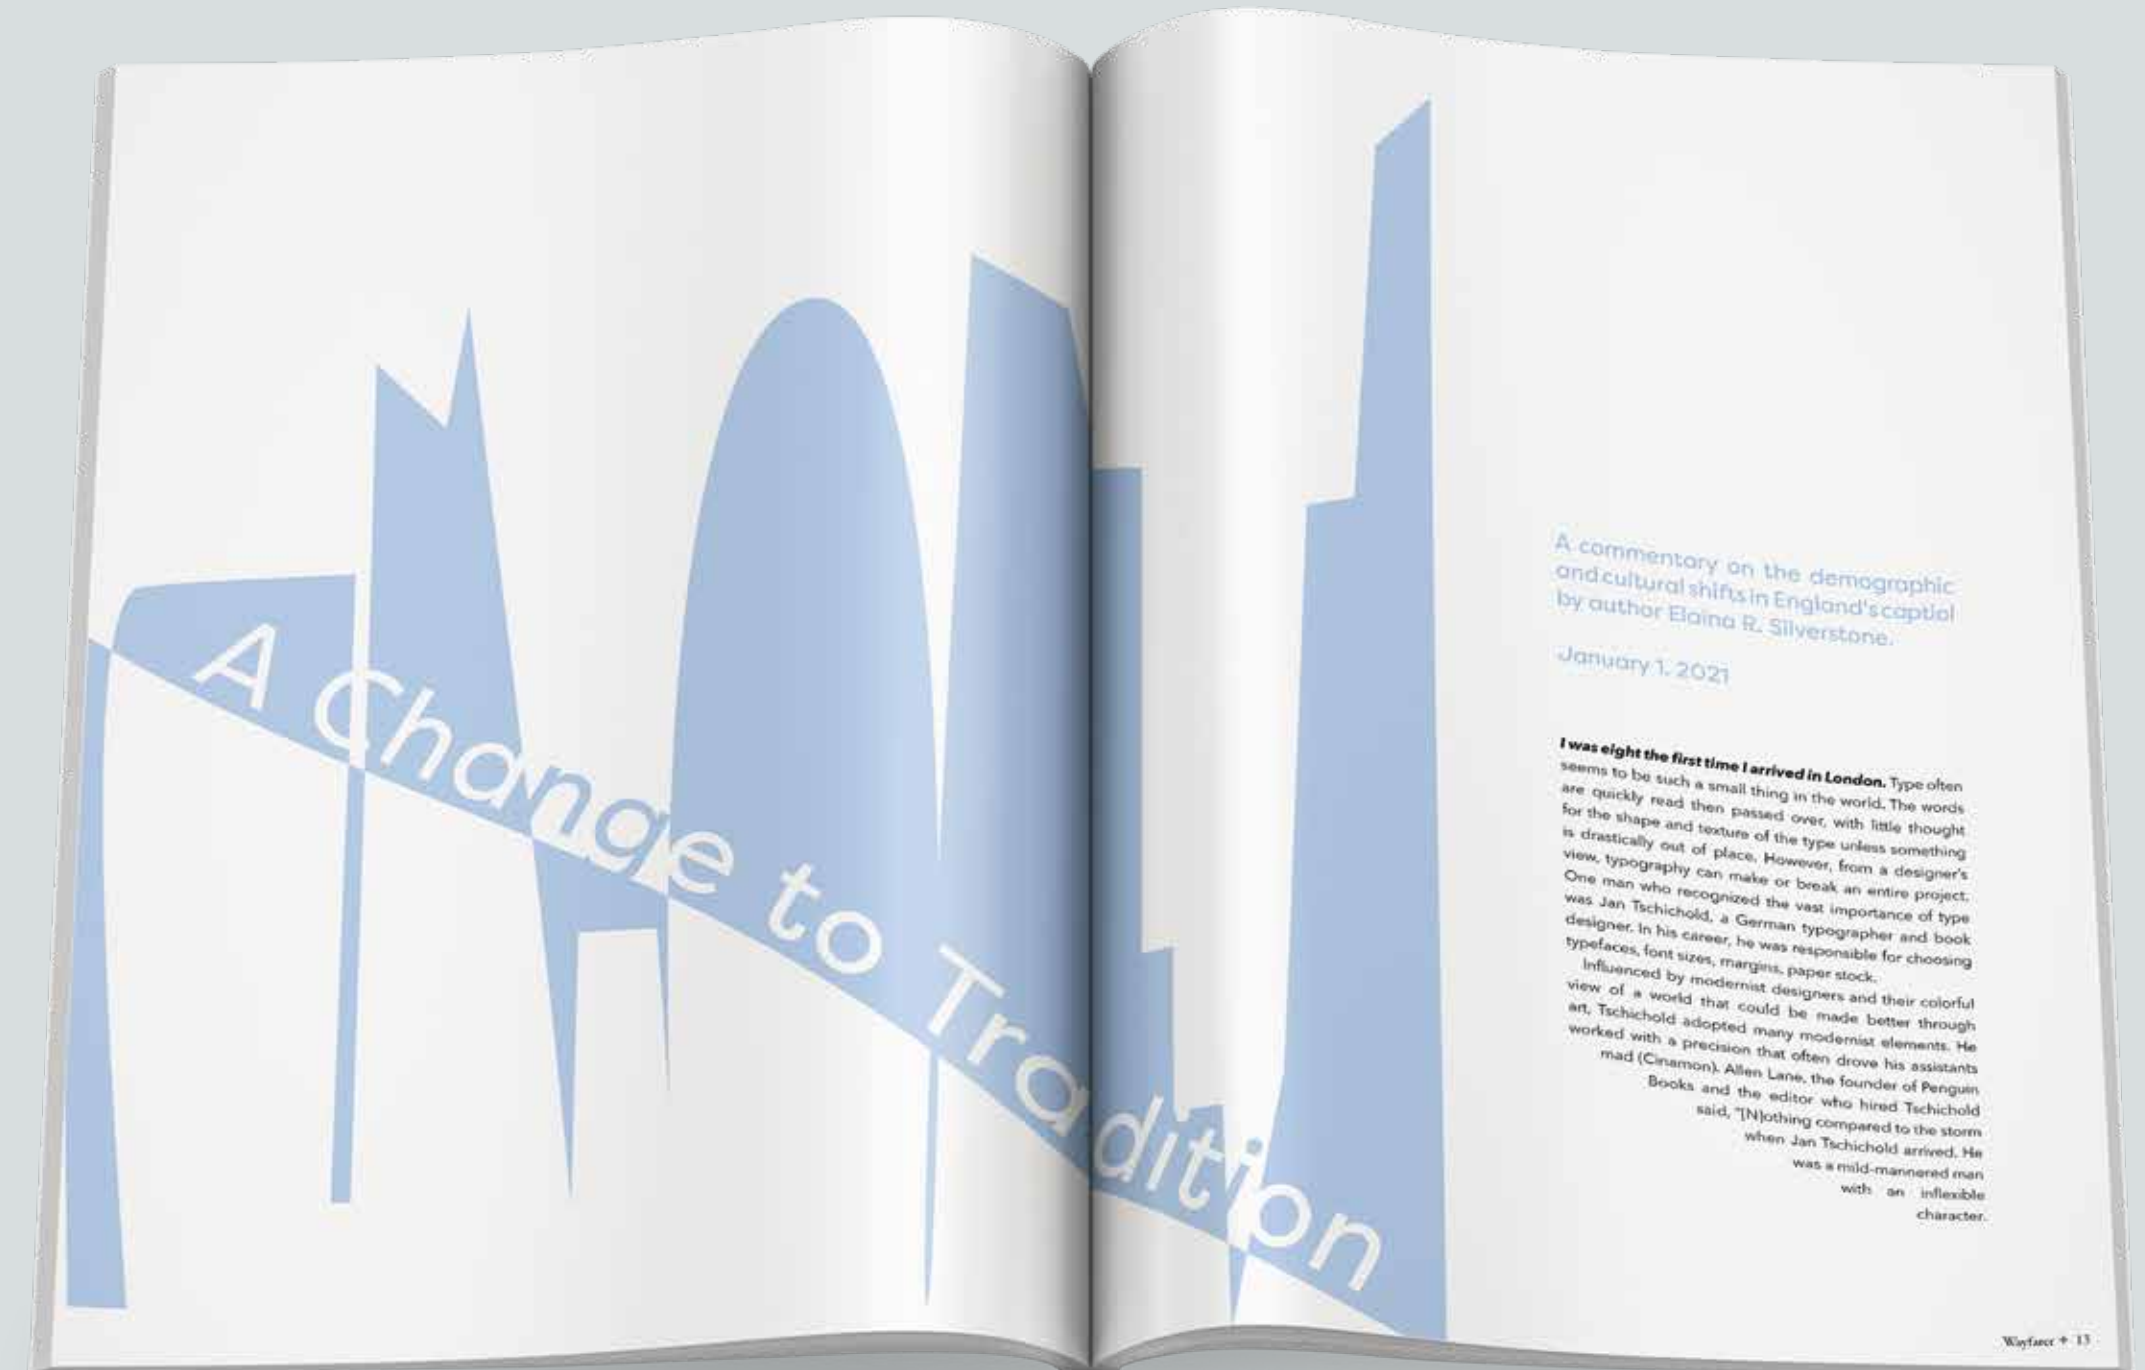 A Change to Tradition
A commentary on the demographic
and cultural shifts in England's captiol
by author Elaina R. Silverstone.
January 1, 2021
I was eight the first time I arrived in London. Type often
seems to be such a small thing in the world. The words
are quickly read then passed over, with little thought
for the shape and texture of the type unless something
is drastically out of place. However, from a designer's
view, typography can make or break an entire project.
One man who recognized the vast importance of type
was Jan Tschichold, a German typographer and book
designer. In his career, he was responsible for choosing
typefaces, font sizes, margins, paper stock.
Influenced by modernist designers and their colorful
view of a world that could be made better through
art, Tschichold adopted many modernist elements. He
worked with a precision that often drove his assistants
mad (Cinamon). Allen Lane, the founder of Penguin
Books and the editor who hired Tschichold
said, "[N]othing compared to the storm
when Jan Tschichold arrived. He
was a mild-mannered man
with an inflexible
character.
Wayfarer + 13